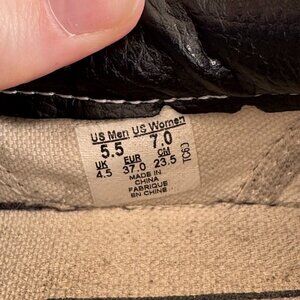 US Men US Women
5.5 7.0
UK EUR CM
4.5 37.0 23.5
MADE IN
CHINA
FABRIQUE
EN CHINE